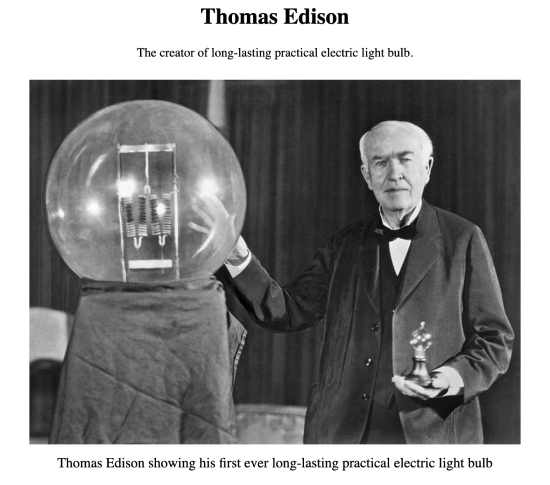 Thomas Edison
The creator of long-lasting practical electric light bulb.
Thomas Edison showing his first ever long-lasting practical electric light bulb